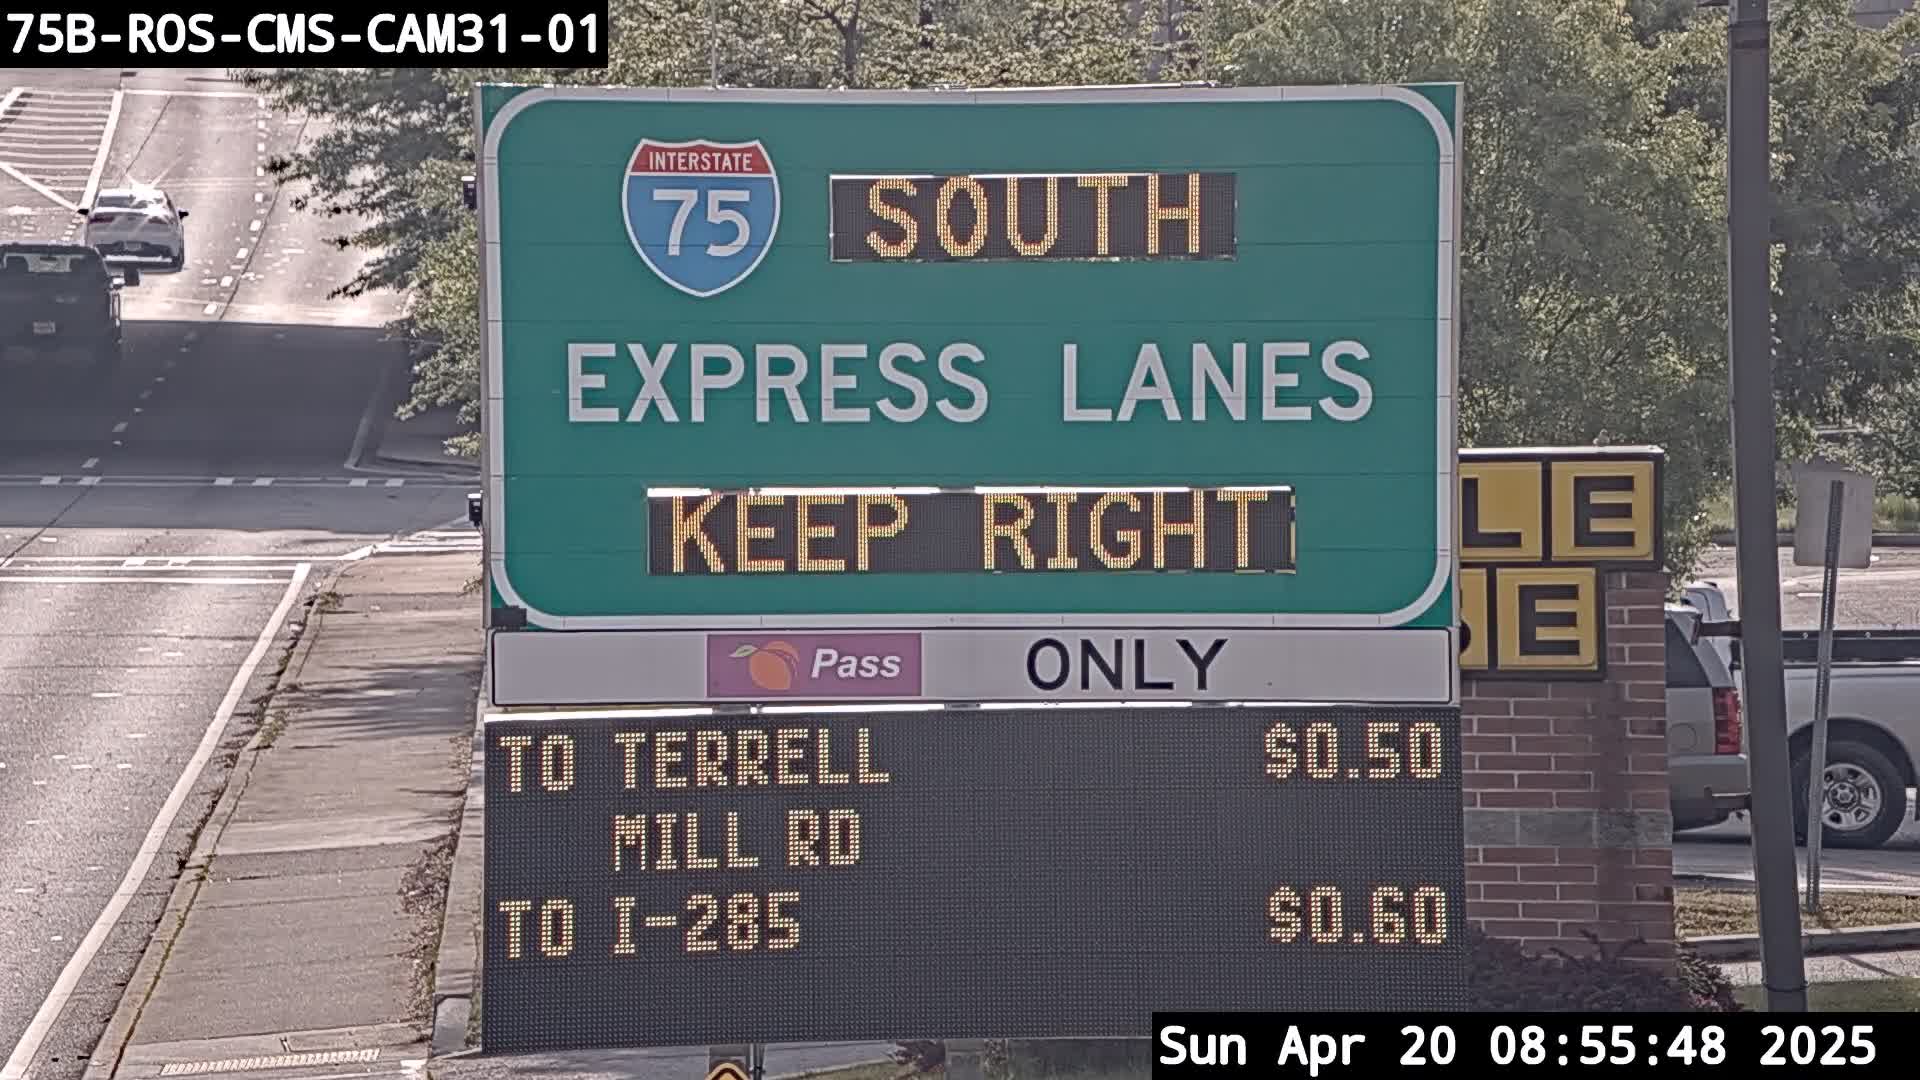 75B-ROS-CMS-CAM31-01
INTERSTATE
75
SOUTH
EXPRESS LANES
KEEP RIGHT
LE
E
Pass
ONLY
TO TERRELL $0.50
MILL RD
TO I-285 $0.60
Sun Apr 20 08:55:48 2025